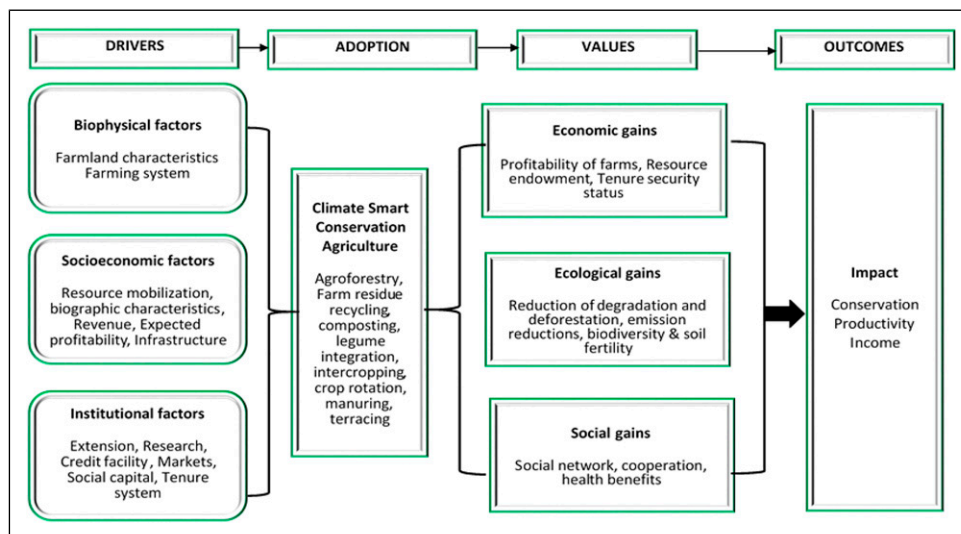 DRIVERS
ADOPTION
VALUES
OUTCOMES
Biophysical factors
Farmland characteristics
Farming system
Socioeconomic factors
Resource mobilization,
biographic characteristics,
Revenue, Expected
profitability, Infrastructure
Institutional factors
Extension, Research,
Credit facility, Markets,
Social capital, Tenure
system
Climate Smart
Conservation
Agriculture
Agroforestry,
Farm residue
recycling,
composting,
legume
integration,
intercropping,
crop rotation,
manuring,
terracing
Economic gains
Profitability of farms, Resource
endowment, Tenure security
status
Ecological gains
Reduction of degradation and
deforestation, emission
reductions, biodiversity & soil
fertility
Social gains
Social network, cooperation,
health benefits
Impact
Conservation
Productivity
Income